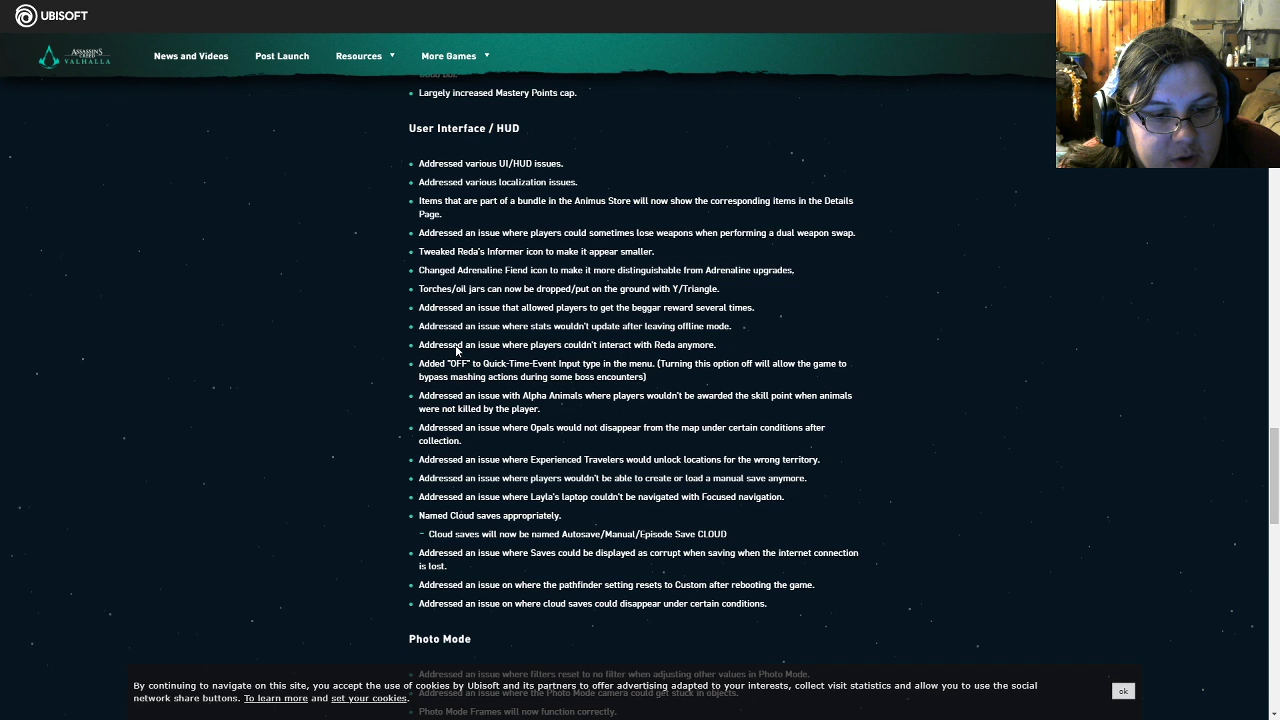 UBISOFT
ASSASSIN'S
CREED
VALHALLA
News and Videos
Post Launch
Resources
More Games
Largely increased Mastery Points cap.
User Interface / HUD
Addressed various UI/HUD issues.
Addressed various localization issues.
Items that are part of a bundle in the Animus Store will now show the corresponding items in the Details
Page.
Addressed an issue where players could sometimes lose weapons when performing a dual weapon swap.
Tweaked Reda's Informer icon to make it appear smaller.
Changed Adrenaline Fiend icon to make it more distinguishable from Adrenaline upgrades,
Torches/oil jars can now be dropped/put on the ground with Y/Triangle.
Addressed an issue that allowed players to get the beggar reward several times.
Addressed an issue where stats wouldn't update after leaving offline mode.
Addressed an issue where players couldn't interact with Reda anymore.
Added "OFF" to Quick-Time-Event Input type in the menu. (Turning this option off will allow the game to
bypass mashing actions during some boss encounters)
Addressed an issue with Alpha Animals where players wouldn't be awarded the skill point when animals
were not killed by the player.
Addressed an issue where Opals would not disappear from the map under certain conditions after
collection.
Addressed an issue where Experienced Travelers would unlock locations for the wrong territory.
Addressed an issue where players wouldn't be able to create or load a manual save anymore.
Addressed an issue where Layla's laptop couldn't be navigated with Focused navigation.
Named Cloud saves appropriately.
– Cloud saves will now be named Autosave/Manual/Episode Save CLOUD
Addressed an issue where Saves could be displayed as corrupt when saving when the internet connection
is lost.
Addressed an issue on where the pathfinder setting resets to Custom after rebooting the game.
Addressed an issue on where cloud saves could disappear under certain conditions.
Photo Mode
Addressed an issue where filters reset to no filter when adjusting other values in Photo Mode.
Addressed an issue where the Photo Mode camera could get stuck in objects.
Photo Mode Frames will now function correctly.
By continuing to navigate on this site, you accept the use of cookies by Ubisoft and its partners to offer advertising adapted to your interests, collect visit statistics and allow you to use the social
network share buttons. To learn more and set your cookies.
ok